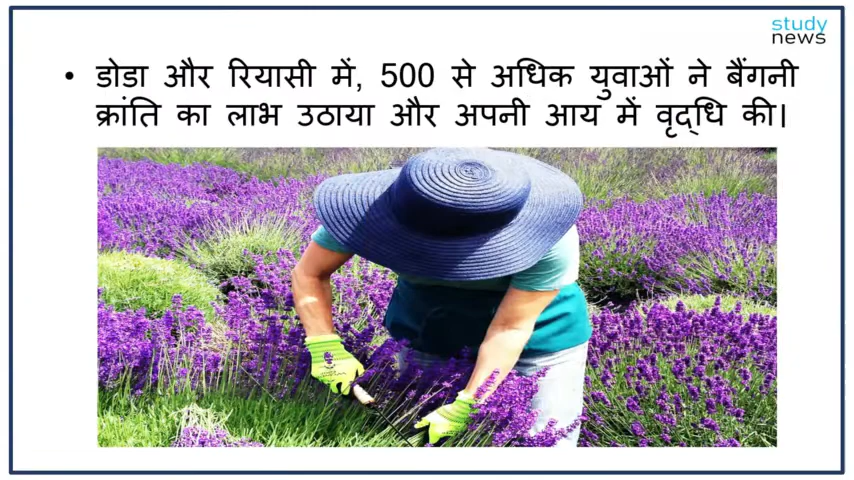 study
news
• डोडा और रियासी में, 500 से अधिक युवाओं ने बैंगनी
क्रांति का लाभ उठाया और अपनी आय में वृद्धि की।